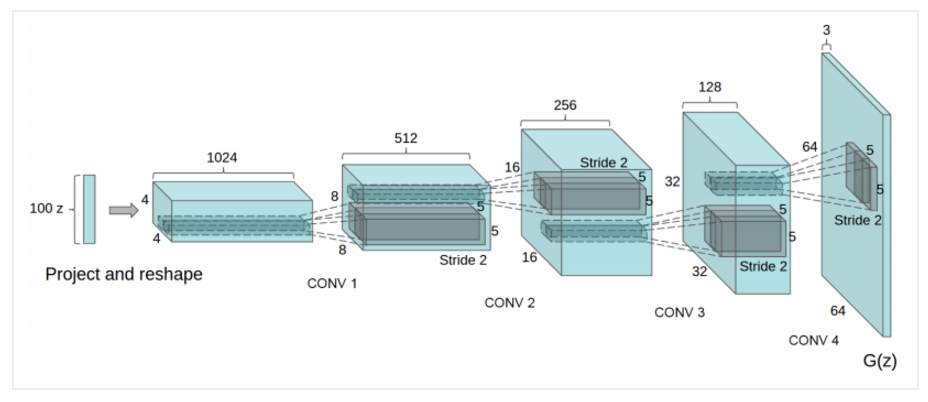 100 z
Project and reshape
1024
4
4
CONV 1
512
8
8
5
5
Stride 2
CONV 2
256
16
16
Stride 2
5
5
CONV 3
128
32
32
5
5
Stride 2
CONV 4
3
64
64
5
5
Stride 2
G(z)